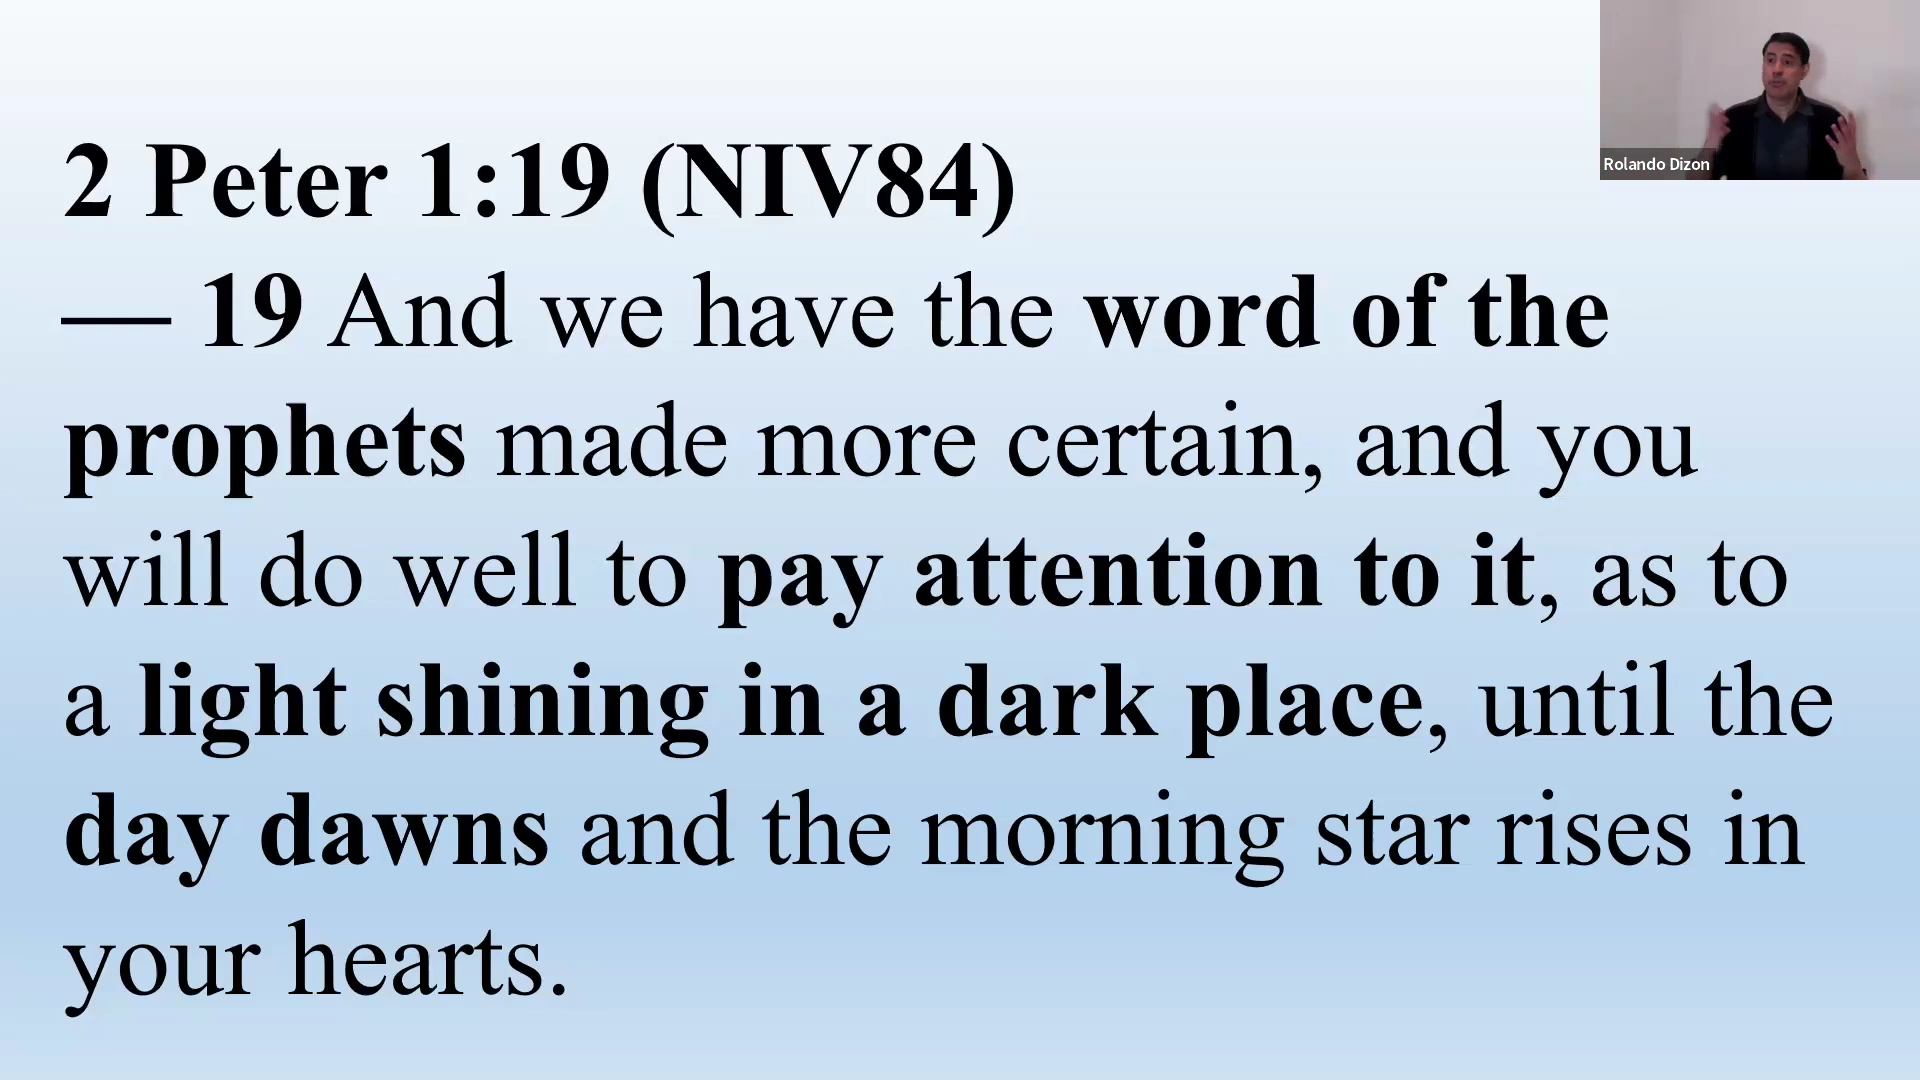 2 Peter 1:19 (NIV84)
— 19 And we have the word of the
prophets made more certain, and you
will do well to pay attention to it, as to
a light shining in a dark place, until the
day dawns and the morning star rises in
your hearts.
Rolando Dizon